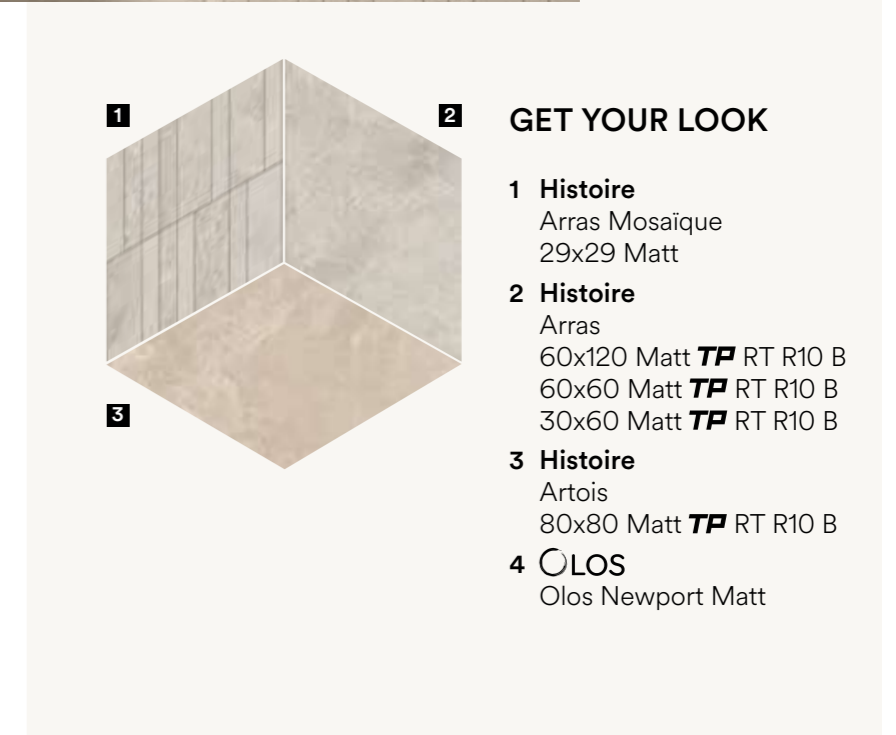 1
2
3
GET YOUR LOOK
1 Histoire
Arras Mosaïque
29x29 Matt
2 Histoire
Arras
60x120 Matt TP RT R10 B
60x60 Matt TP RT R10 B
30x60 Matt TP RT R10 B
3 Histoire
Artois
80x80 Matt TP RT R10 B
4 OLOS
Olos Newport Matt